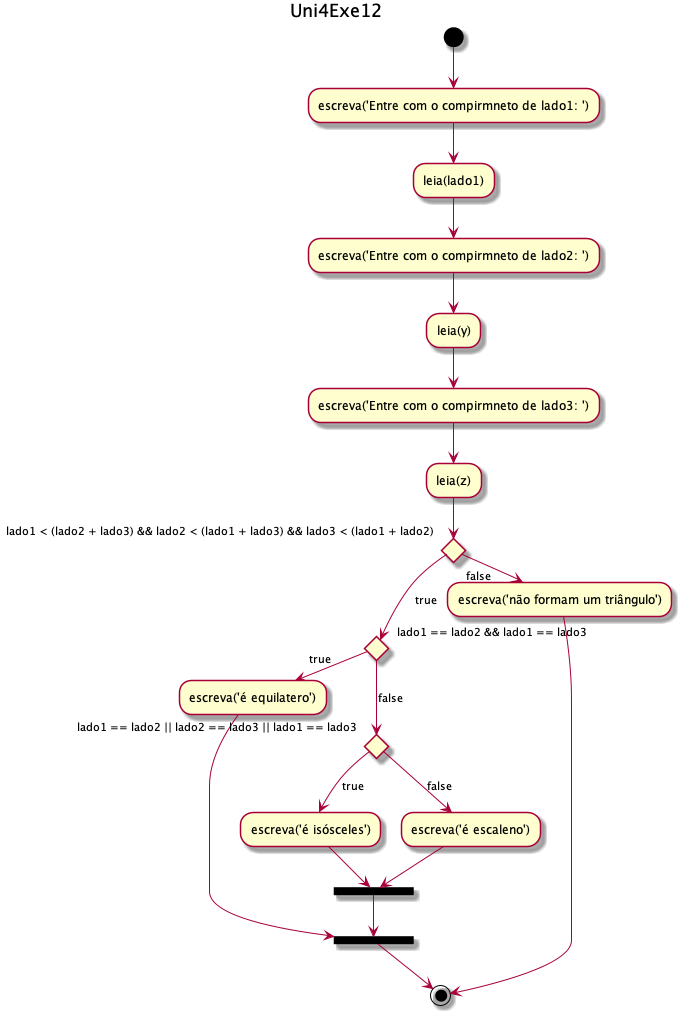 Uni4Exe12
escreva('Entre com o compirmneto de lado1: ')
leia(lado1)
escreva('Entre com o compirmneto de lado2: ')
leia(y)
escreva('Entre com o compirmneto de lado3: ')
leia(z)
lado1 < (lado2 + lado3) && lado2 < (lado1 + lado3) && lado3 < (lado1 + lado2)
false
true
escreva('não formam um triângulo')
lado1 == lado2 && lado1 == lado3
true
false
escreva('é equilatero')
lado1 == lado2 || lado2 == lado3 || lado1 == lado3
true
false
escreva('é isósceles')
escreva('é escaleno')